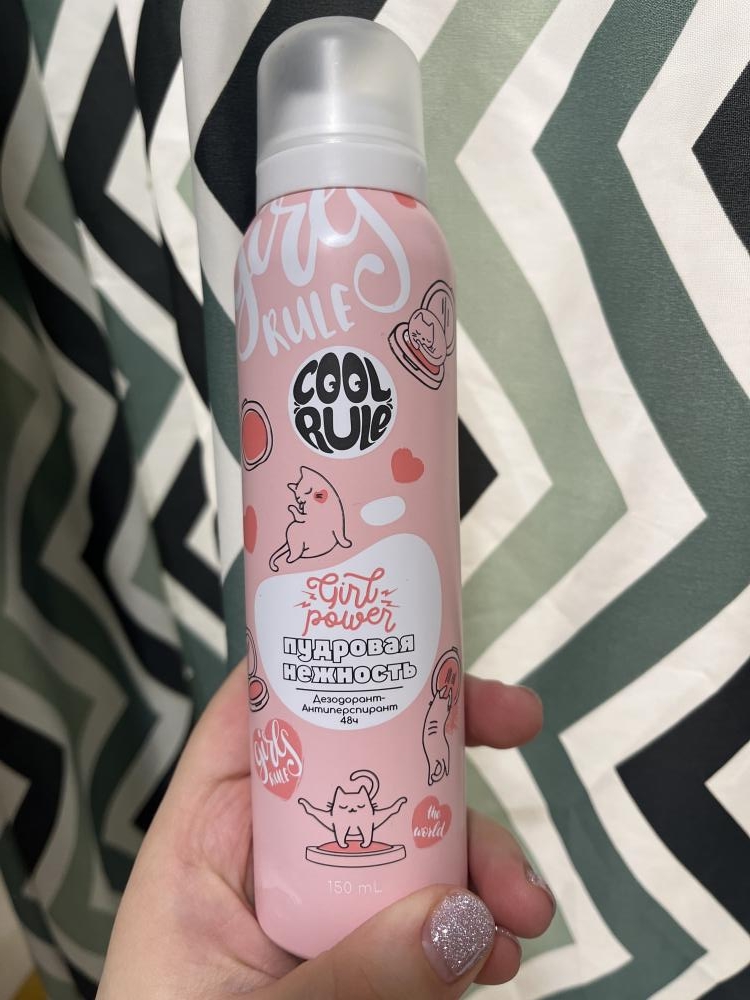 girls
RULE
COOL
RULE
Girl
power
пудровая
нежность
Дезодорант-
Антиперспирант
48ч
girls
RULE
the
world
150 mL